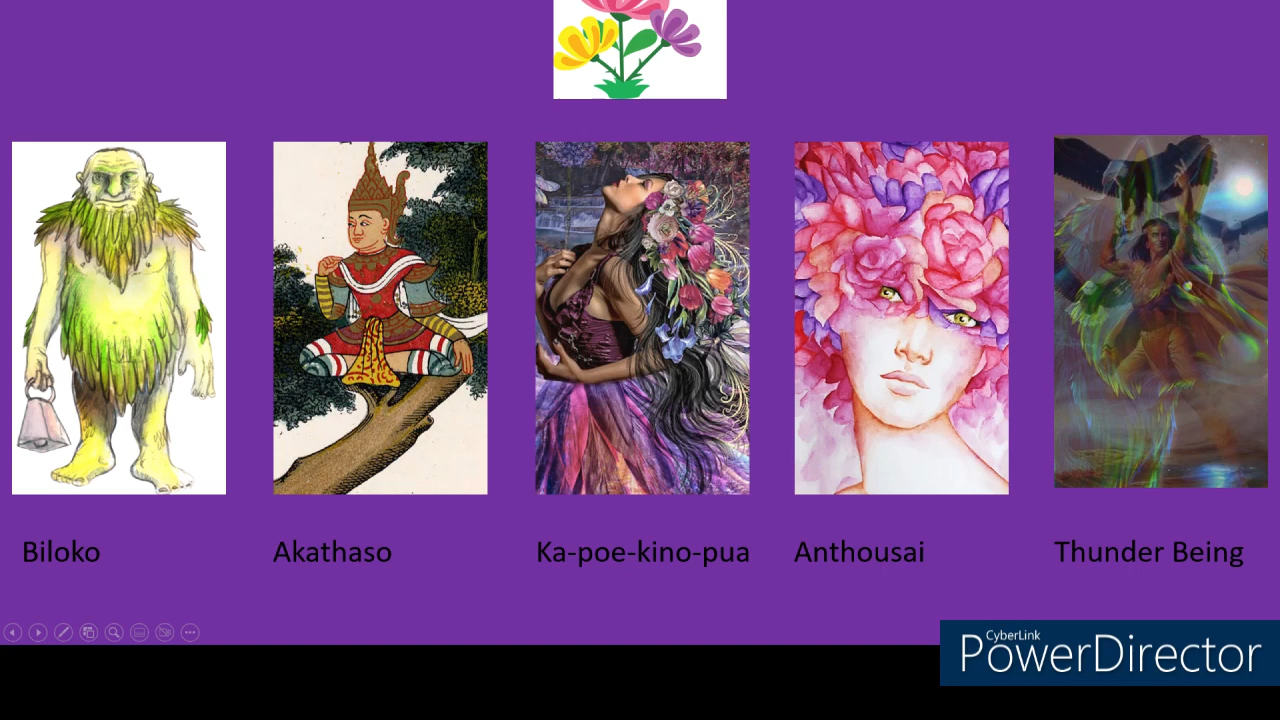 Biloko
Akathaso
Ka-poe-kino-pua
Anthousai
Thunder Being
CyberLink
PowerDirector